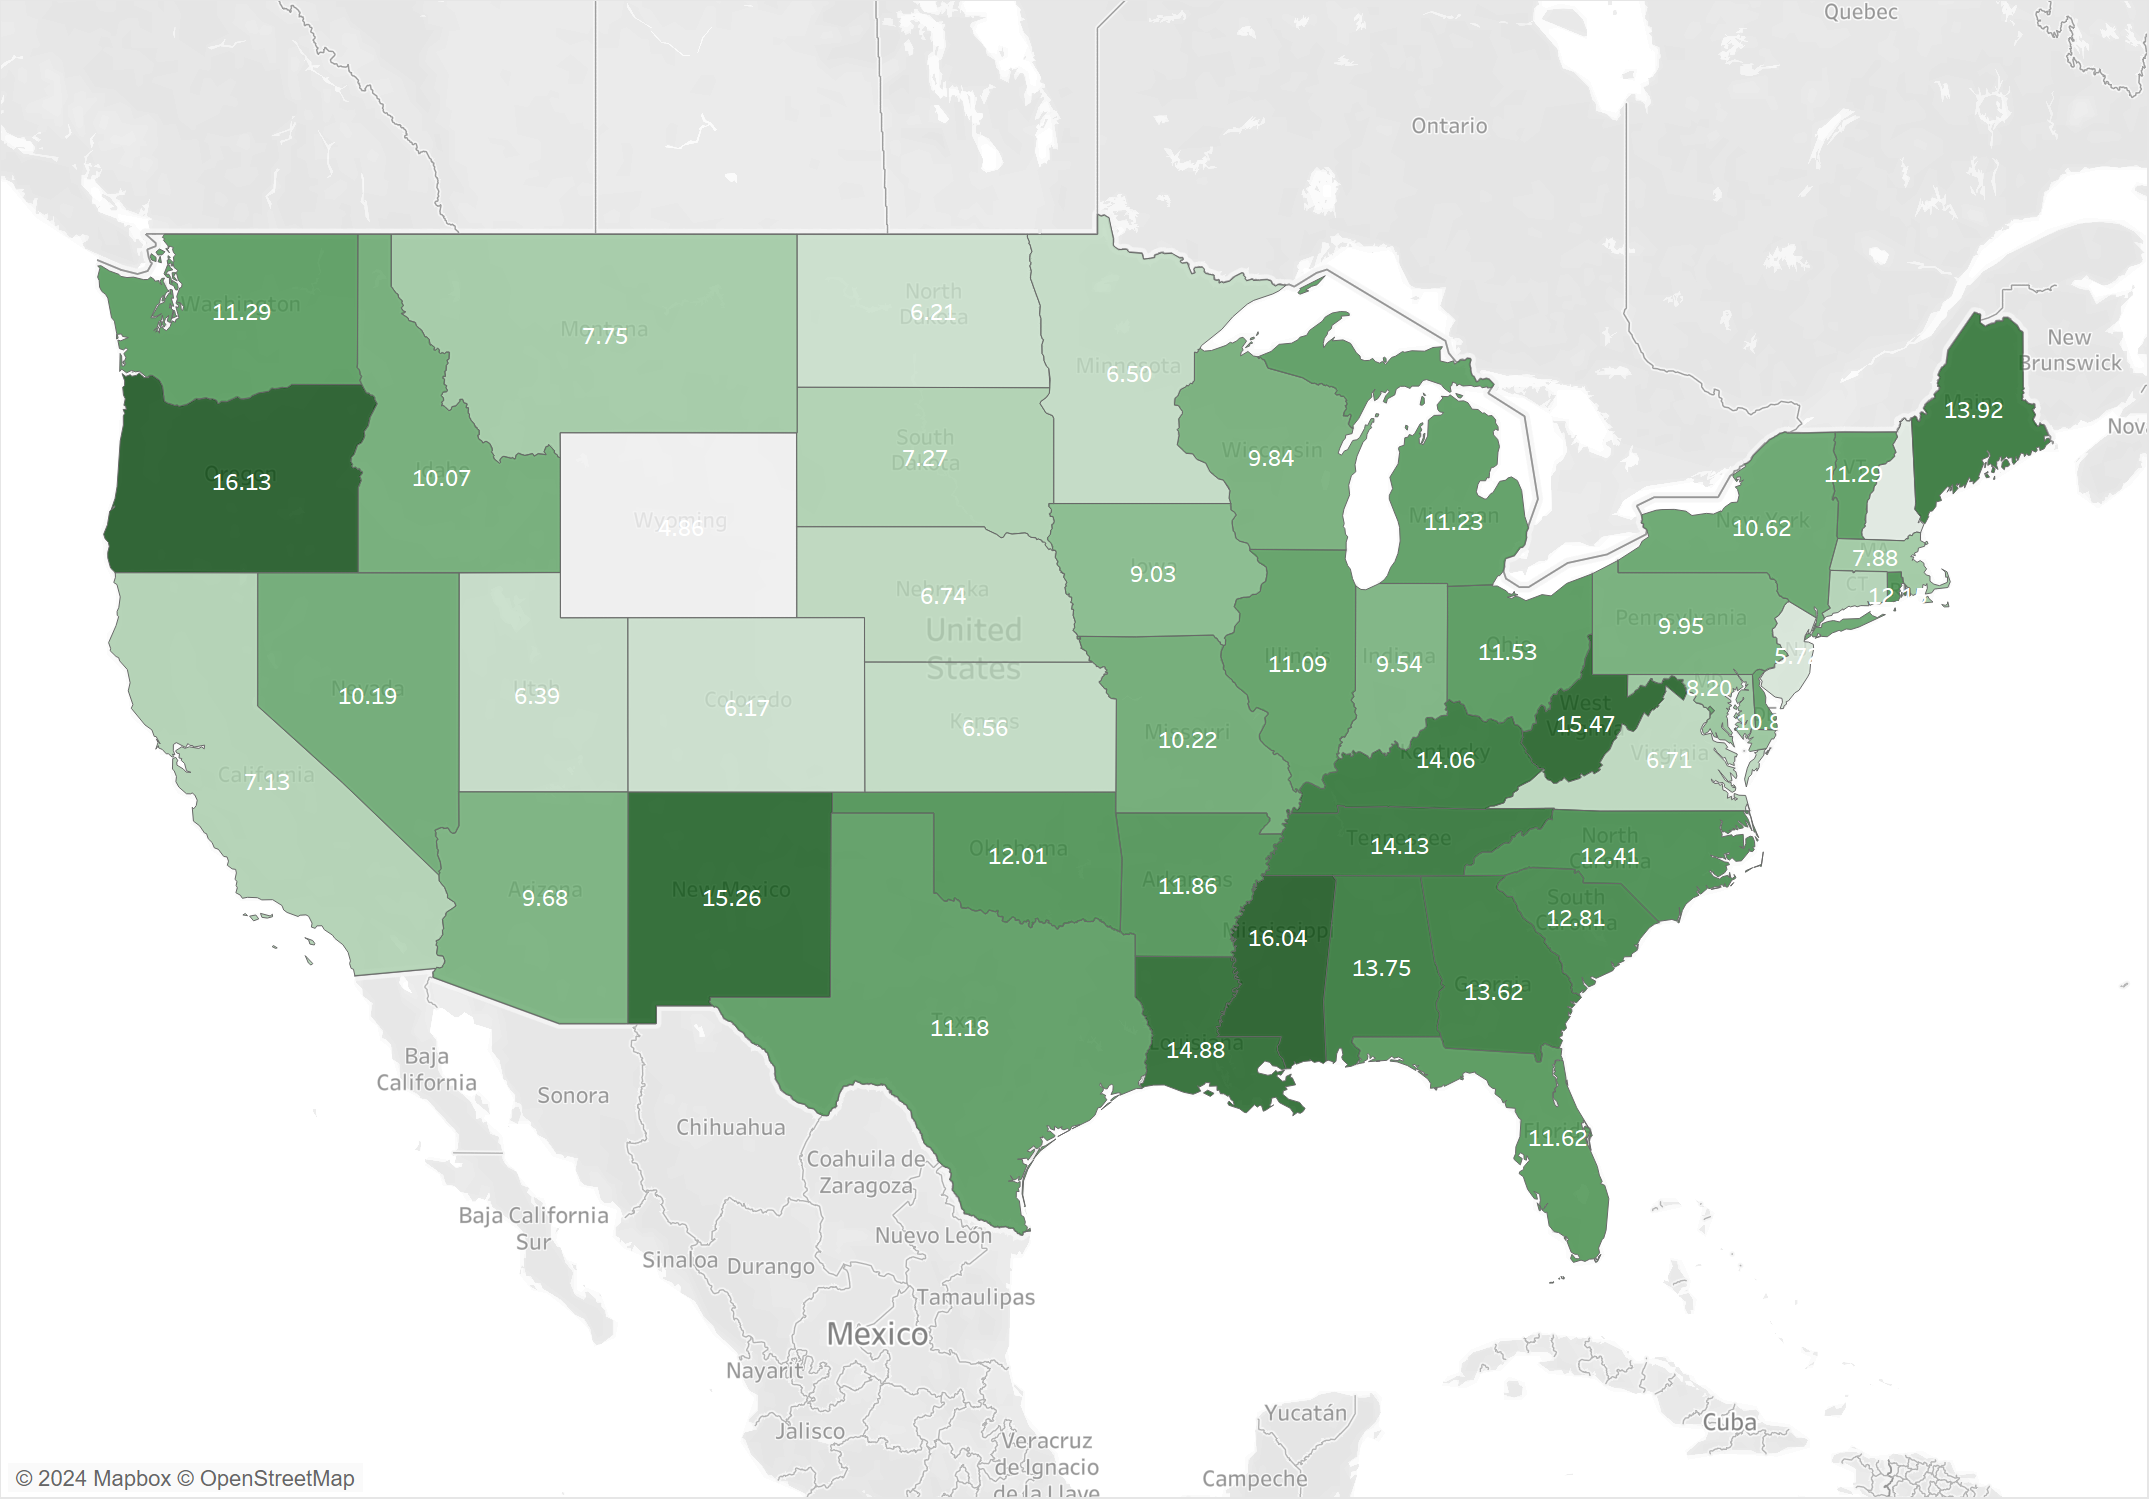 Quebec
Ontario
New
Brunswick
Nov
Washington
11.29
Montana
7.75
North
Dakota
6.21
Minnesota
6.50
Maine
13.92
Oregon
16.13
Idaho
10.07
Wyoming
4.86
South
Dakota
7.27
Wisconsin
9.84
Michigan
11.23
New York
10.62
VT
11.29
MA
7.88
CT
12
Iowa
9.03
Nebraska
6.74
United
States
Pennsylvania
9.95
5.72
Nevada
10.19
Utah
6.39
Colorado
6.17
Kansas
6.56
Missouri
10.22
Illinois
11.09
Indiana
9.54
Ohio
11.53
West
Virginia
15.47
8.20
10.8
California
7.13
Kentucky
14.06
Virginia
6.71
Arizona
9.68
New Mexico
15.26
Oklahoma
12.01
Arkansas
11.86
Tennessee
14.13
North
Carolina
12.41
South
Carolina
12.81
Mississippi
16.04
13.75
Georgia
13.62
Texas
11.18
Louisiana
14.88
Florida
11.62
Baja
California
Sonora
Chihuahua
Coahuila de
Zaragoza
Baja California
Sur
Nuevo León
Sinaloa
Durango
Tamaulipas
Mexico
Nayarit
Jalisco
Yucatán
Cuba
Veracruz
de Ignacio
de la Llave
Campeche
© 2024 Mapbox © OpenStreetMap